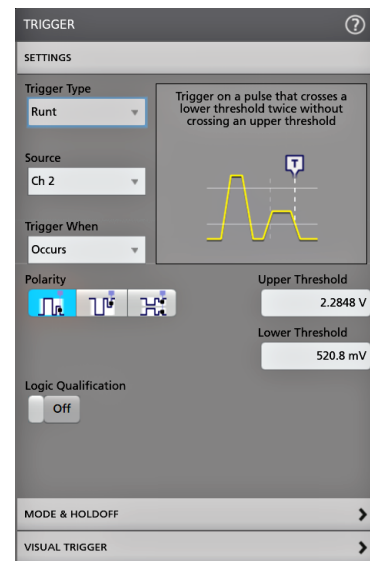 TRIGGER
?
SETTINGS
Trigger Type
Runt
Trigger on a pulse that crosses a
lower threshold twice without
crossing an upper threshold
T
Source
Ch 2
Trigger When
Occurs
Polarity
Upper Threshold
2.2848 V
Lower Threshold
520.8 mV
Logic Qualification
Off
MODE & HOLDOFF
VISUAL TRIGGER